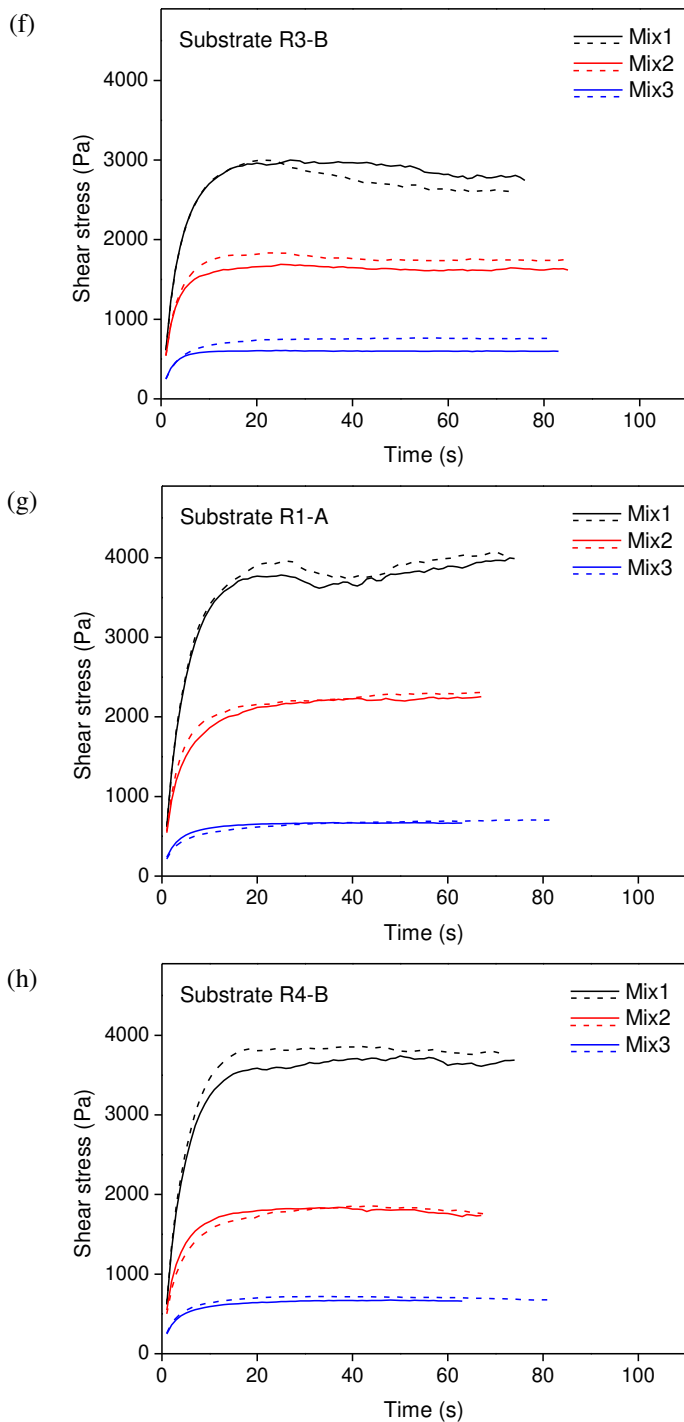 (f)
Substrate R3-B
Mix1
Mix2
Mix3
Shear stress (Pa)
4000
3000
2000
1000
0
0 20 40 60 80 100
Time (s)
(g)
Substrate R1-A
Mix1
Mix2
Mix3
Shear stress (Pa)
4000
3000
2000
1000
0
0 20 40 60 80 100
Time (s)
(h)
Substrate R4-B
Mix1
Mix2
Mix3
Shear stress (Pa)
4000
3000
2000
1000
0
0 20 40 60 80 100
Time (s)